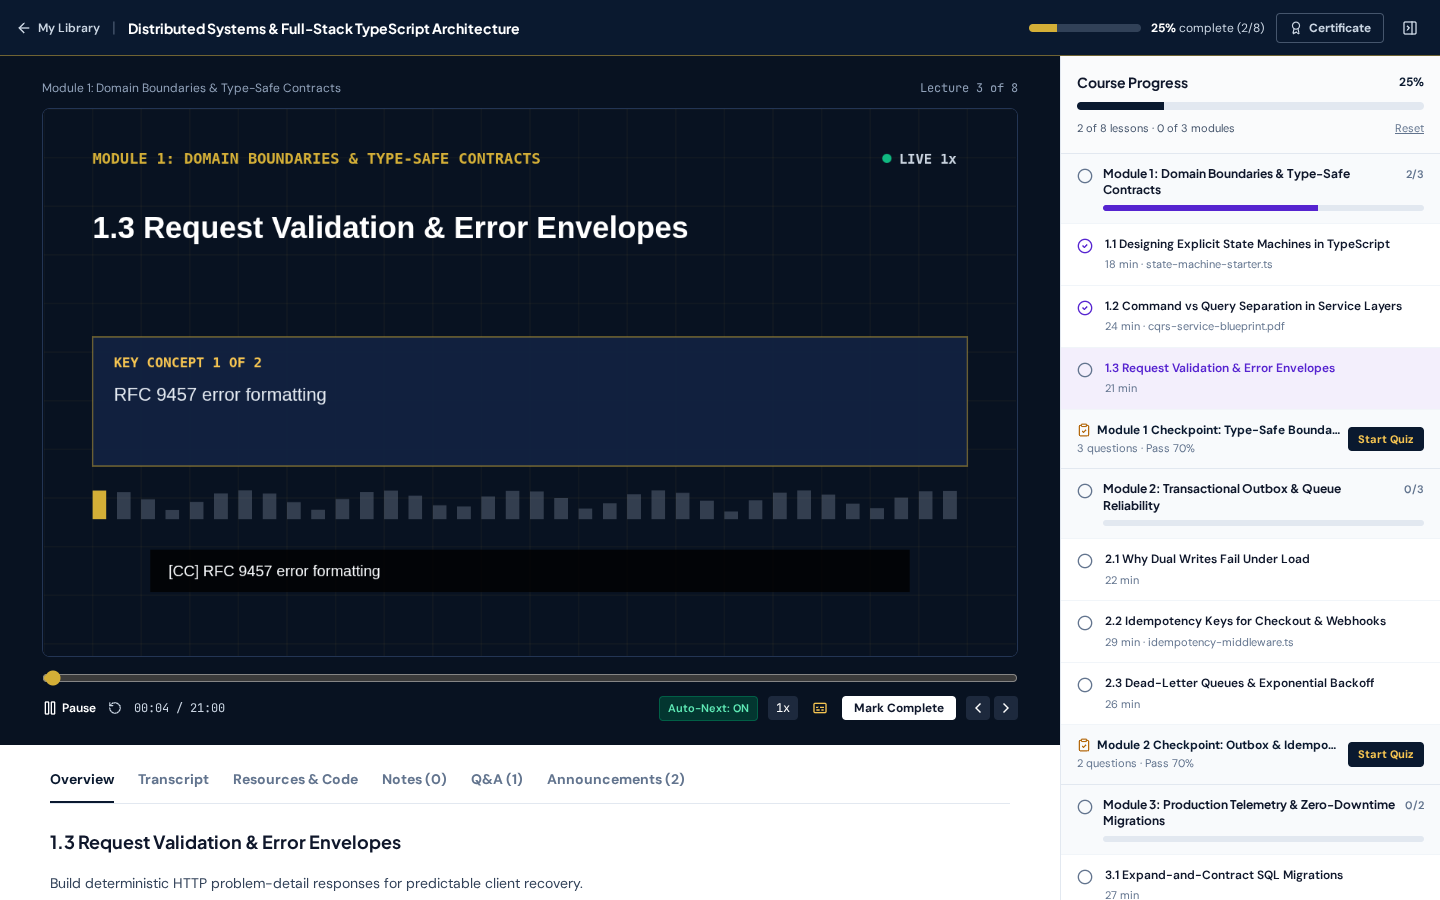 My Library
Distributed Systems & Full-Stack TypeScript Architecture
25% complete (2/8)
Certificate
Module 1: Domain Boundaries & Type-Safe Contracts
Lecture 3 of 8
MODULE 1: DOMAIN BOUNDARIES & TYPE-SAFE CONTRACTS
LIVE 1x
1.3 Request Validation & Error Envelopes
KEY CONCEPT 1 OF 2
RFC 9457 error formatting
[CC] RFC 9457 error formatting
Pause
00:04 / 21:00
Auto-Next: ON
1x
Mark Complete
Overview
Transcript
Resources & Code
Notes (0)
Q&A (1)
Announcements (2)
1.3 Request Validation & Error Envelopes
Build deterministic HTTP problem-detail responses for predictable client recovery.
Course Progress
25%
2 of 8 lessons · 0 of 3 modules
Reset
Module 1: Domain Boundaries & Type-Safe
Contracts
2/3
1.1 Designing Explicit State Machines in TypeScript
18 min · state-machine-starter.ts
1.2 Command vs Query Separation in Service Layers
24 min · cqrs-service-blueprint.pdf
1.3 Request Validation & Error Envelopes
21 min
Module 1 Checkpoint: Type-Safe Bounda...
3 questions · Pass 70%
Start Quiz
Module 2: Transactional Outbox & Queue
Reliability
0/3
2.1 Why Dual Writes Fail Under Load
22 min
2.2 Idempotency Keys for Checkout & Webhooks
29 min · idempotency-middleware.ts
2.3 Dead-Letter Queues & Exponential Backoff
26 min
Module 2 Checkpoint: Outbox & Idempo...
2 questions · Pass 70%
Start Quiz
Module 3: Production Telemetry & Zero-Downtime
Migrations
0/2
3.1 Expand-and-Contract SQL Migrations
27 min